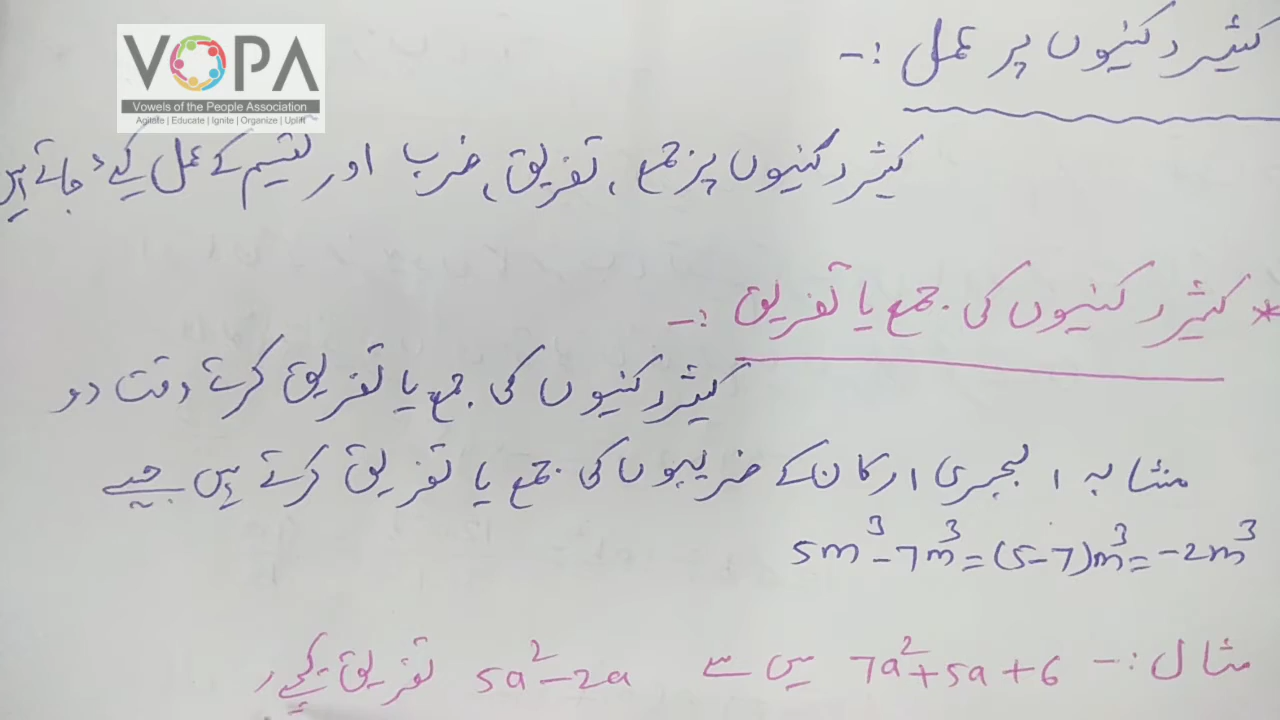 VOPA
Vowels of the People Association
Agitate | Educate | Ignite | Organize | Uplift
کثیر رکنیوں پر عمل :-
کثیر رکنیوں پر جمع ، تفریق، ضرب اور تقسیم کے عمل کیے جاتے ہیں
* کثیر رکنیوں کی جمع یا تفریق :-
کثیر رکنیوں کی جمع یا تفریق کرتے وقت دو
مشابہ الجبری ارکان کے ضریبوں کی جمع یا تفریق کرتے ہیں جیسے
5m³-7m³=(5-7)m³=-2m³
مثال :- 7a²+5a+6 میں سے 5a²-2a تفریق کیجیے